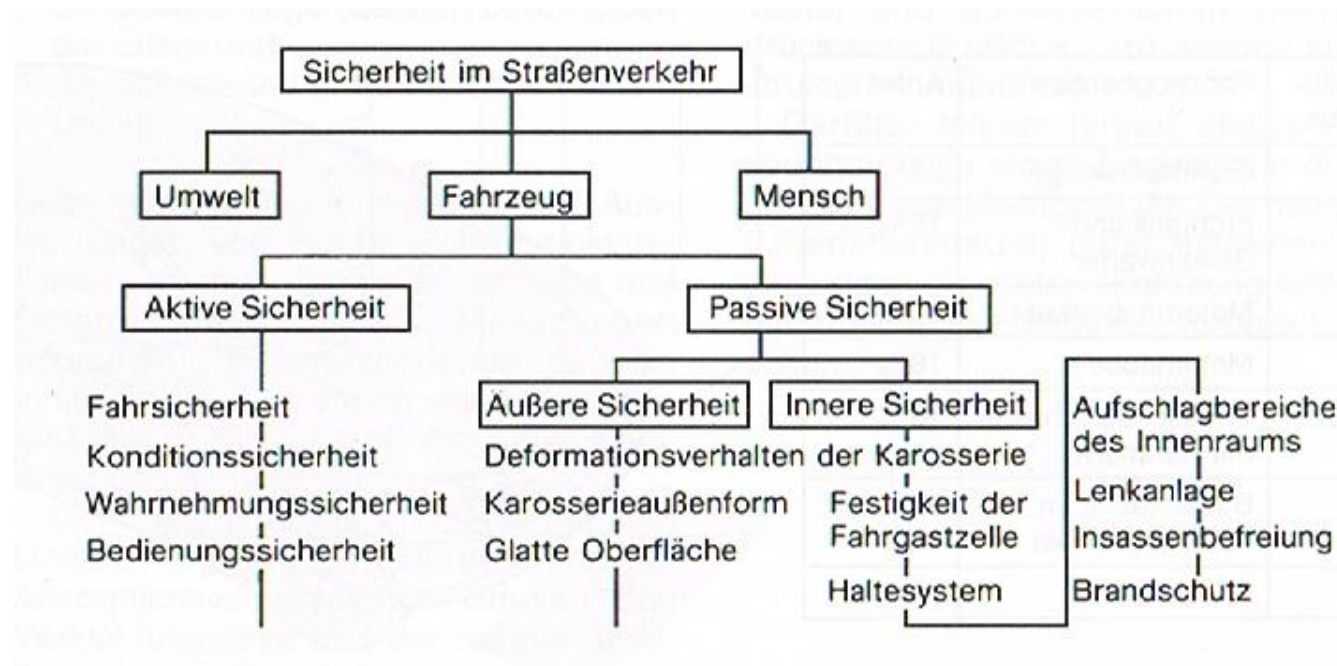 Sicherheit im Straßenverkehr
Umwelt
Fahrzeug
Mensch
Aktive Sicherheit
Passive Sicherheit
Fahrsicherheit
Konditionssicherheit
Wahrnehmungssicherheit
Bedienungssicherheit
Äußere Sicherheit
Innere Sicherheit
Deformationsverhalten der Karosserie
Karosserieaußenform
Glatte Oberfläche
Festigkeit der
Fahrgastzelle
Haltesystem
Aufschlagbereiche
des Innenraums
Lenkanlage
Insassenbefreiung
Brandschutz